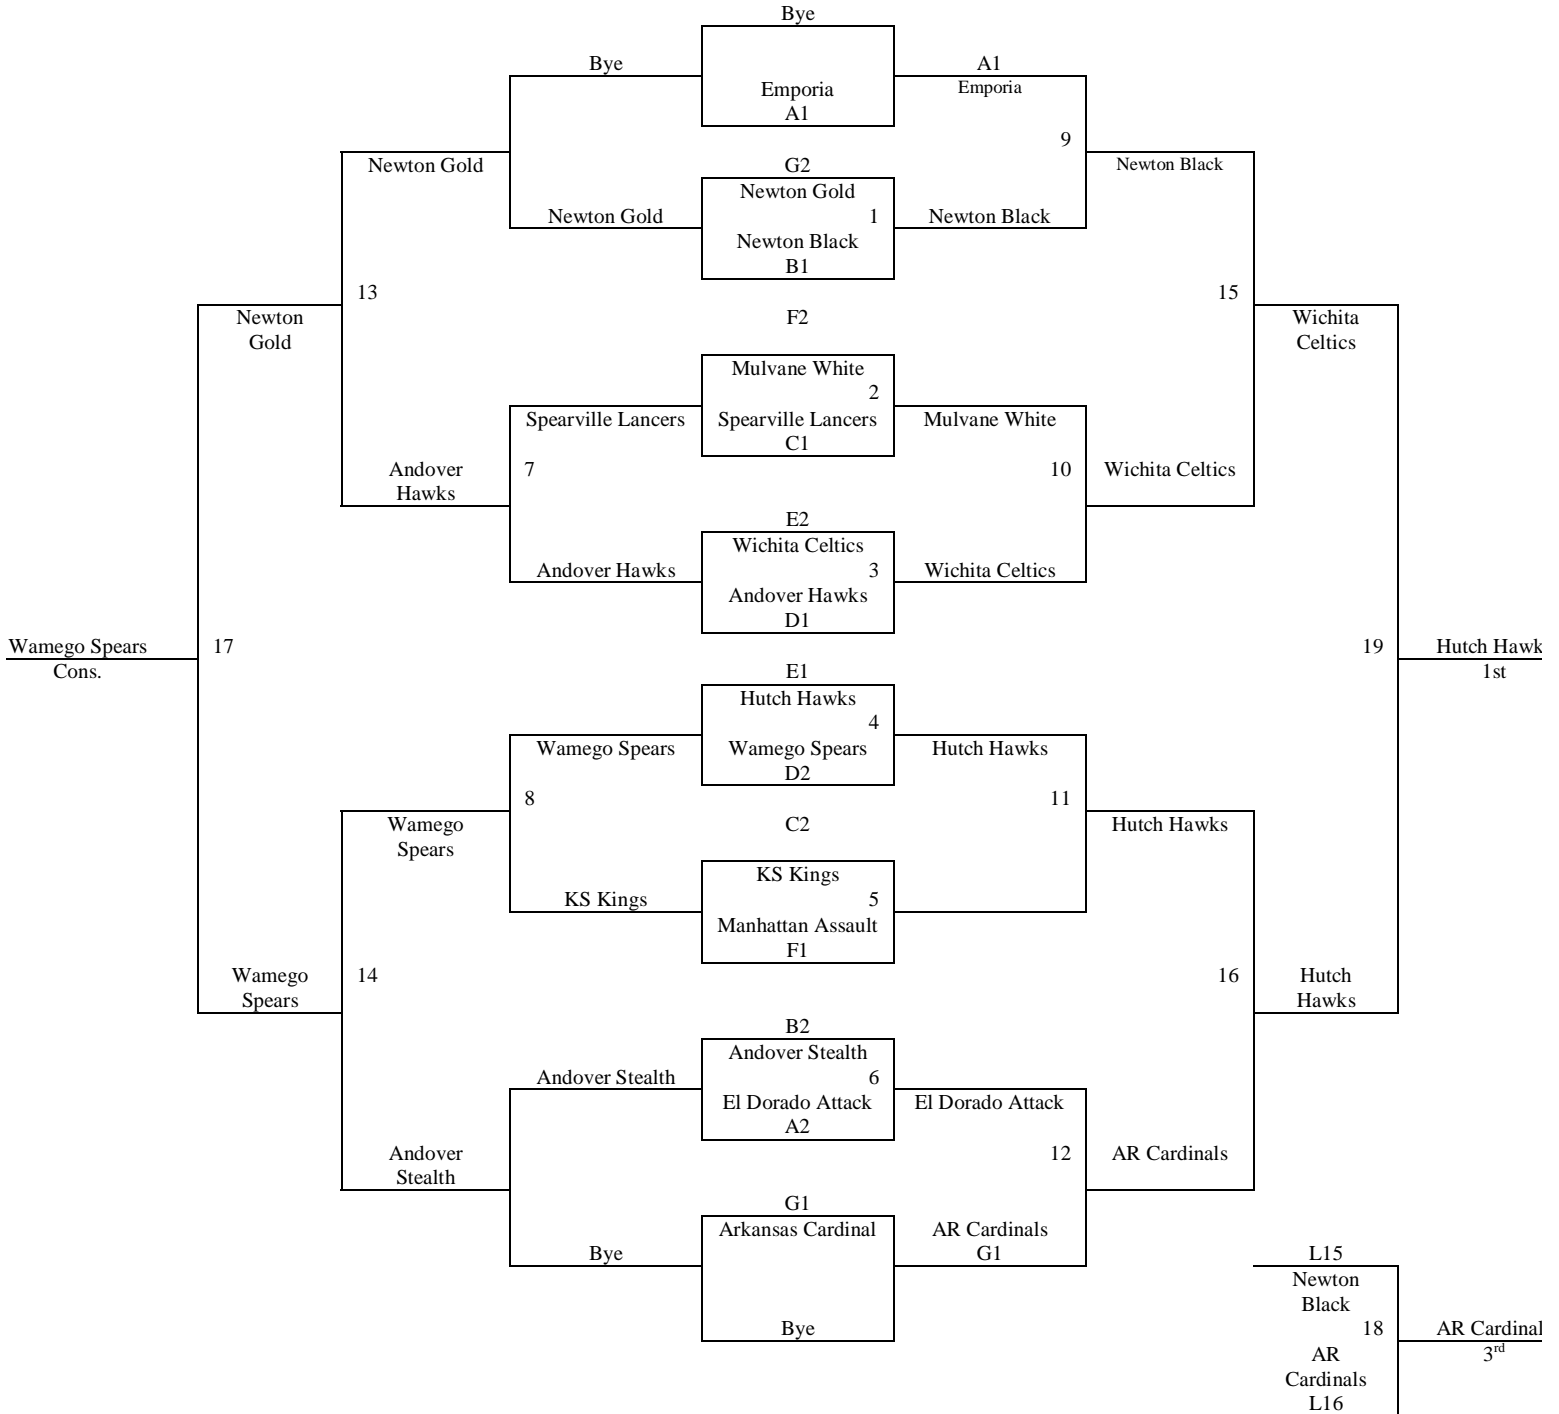 Bye
Bye
A1
Emporia
Emporia
A1
9
Newton Gold
G2
Newton Black
Newton Gold
Newton Gold
1
Newton Black
Newton Black
B1
13
15
Newton
Gold
F2
Wichita
Celtics
Mulvane White
2
Spearville Lancers
Spearville Lancers
Mulvane White
C1
Andover
Hawks
7
10
Wichita Celtics
E2
Wichita Celtics
Andover Hawks
3
Wichita Celtics
Andover Hawks
D1
Wamego Spears
Cons.
17
19
Hutch Hawk
1st
E1
Hutch Hawks
4
Wamego Spears
Wamego Spears
Hutch Hawks
D2
8
11
Wamego
Spears
C2
Hutch Hawks
KS Kings
KS Kings
5
Manhattan Assault
F1
Wamego
Spears
14
16
Hutch
Hawks
B2
Andover Stealth
Andover Stealth
6
El Dorado Attack
El Dorado Attack
A2
Andover
Stealth
12
AR Cardinals
G1
Arkansas Cardinal
AR Cardinals
Bye
G1
L15
Newton
Black
Bye
18
AR Cardinal
3rd
AR
Cardinals
L16